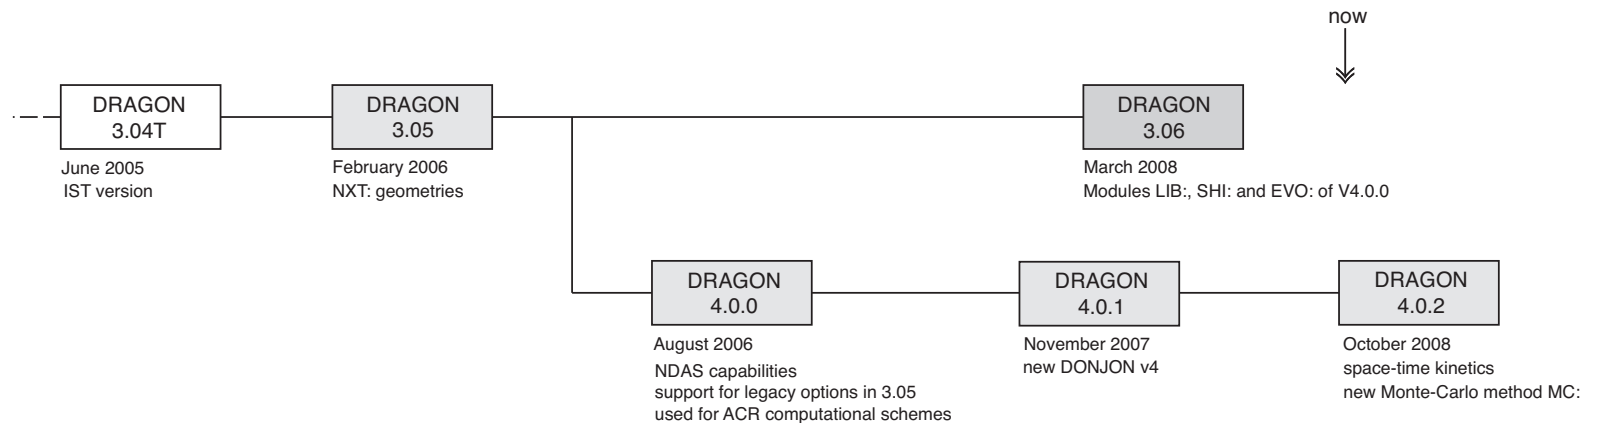 now
DRAGON
3.04T
June 2005
IST version
DRAGON
3.05
February 2006
NXT: geometries
DRAGON
3.06
March 2008
Modules LIB:, SHI: and EVO: of V4.0.0
DRAGON
4.0.0
August 2006
NDAS capabilities
support for legacy options in 3.05
used for ACR computational schemes
DRAGON
4.0.1
November 2007
new DONJON v4
DRAGON
4.0.2
October 2008
space-time kinetics
new Monte-Carlo method MC: